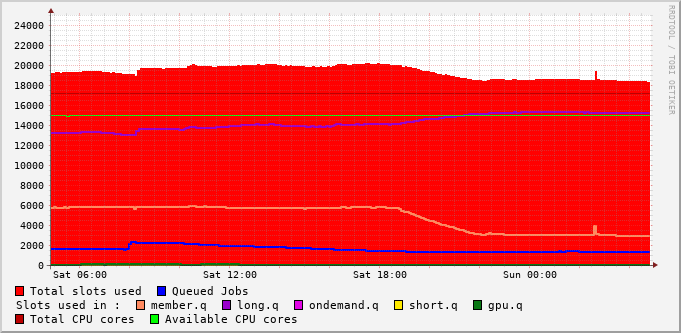 24000
22000
20000
18000
16000
14000
12000
10000
8000
6000
4000
2000
0
Sat 06:00 Sat 12:00 Sat 18:00 Sun 00:00
RRDTOOL / TOBI OETIKER
Total slots used Queued Jobs
Slots used in : member.q long.q ondemand.q short.q gpu.q
Total CPU cores Available CPU cores